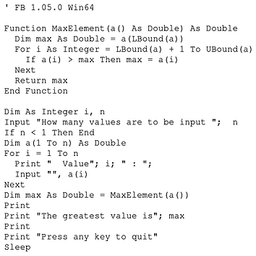 ' FB 1.05.0 Win64

Function MaxElement(a() As Double) As Double
  Dim max As Double = a(LBound(a))
  For i As Integer = LBound(a) + 1 To UBound(a)
    If a(i) > max Then max = a(i)
  Next
  Return max
End Function

Dim As Integer i, n
Input "How many values are to be input ";  n
If n < 1 Then End
Dim a(1 To n) As Double
For i = 1 To n
  Print "  Value"; i; " : ";
  Input "", a(i)
Next
Dim max As Double = MaxElement(a())
Print
Print "The greatest value is"; max
Print
Print "Press any key to quit"
Sleep